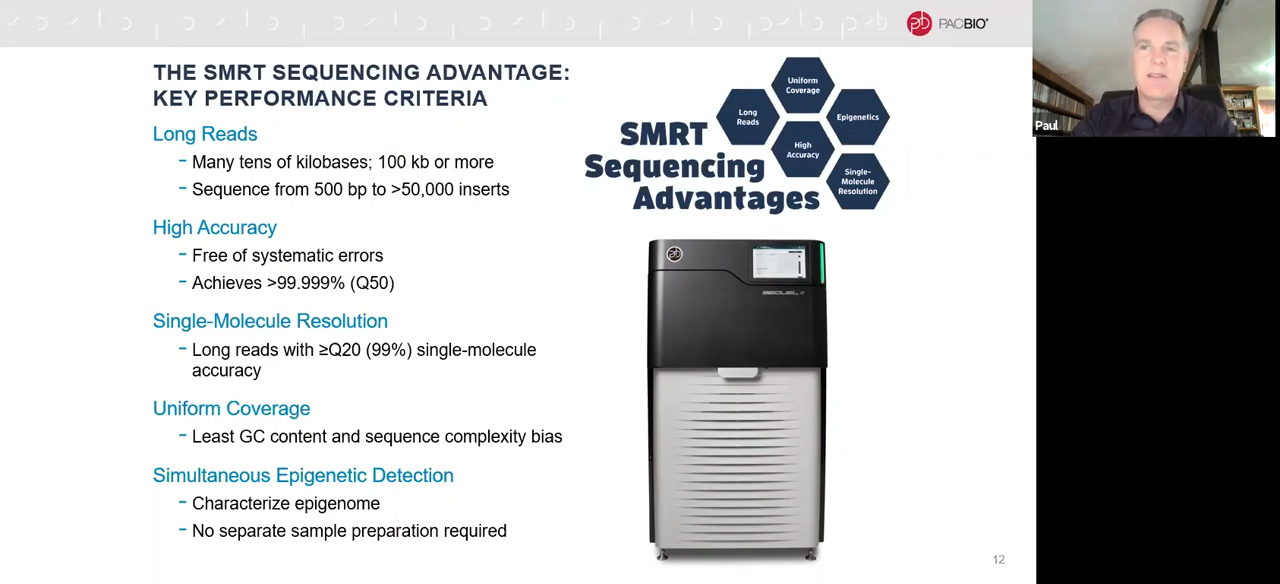 PACBIO®
Paul
THE SMRT SEQUENCING ADVANTAGE:
KEY PERFORMANCE CRITERIA
Long Reads
- Many tens of kilobases; 100 kb or more
- Sequence from 500 bp to >50,000 inserts
High Accuracy
- Free of systematic errors
- Achieves >99.999% (Q50)
Single-Molecule Resolution
- Long reads with ≥Q20 (99%) single-molecule
accuracy
Uniform Coverage
- Least GC content and sequence complexity bias
Simultaneous Epigenetic Detection
- Characterize epigenome
- No separate sample preparation required
SMRT
Sequencing
Advantages
Uniform
Coverage
Long
Reads
Epigenetics
High
Accuracy
Single-
Molecule
Resolution
pb
SEQUEL II
12